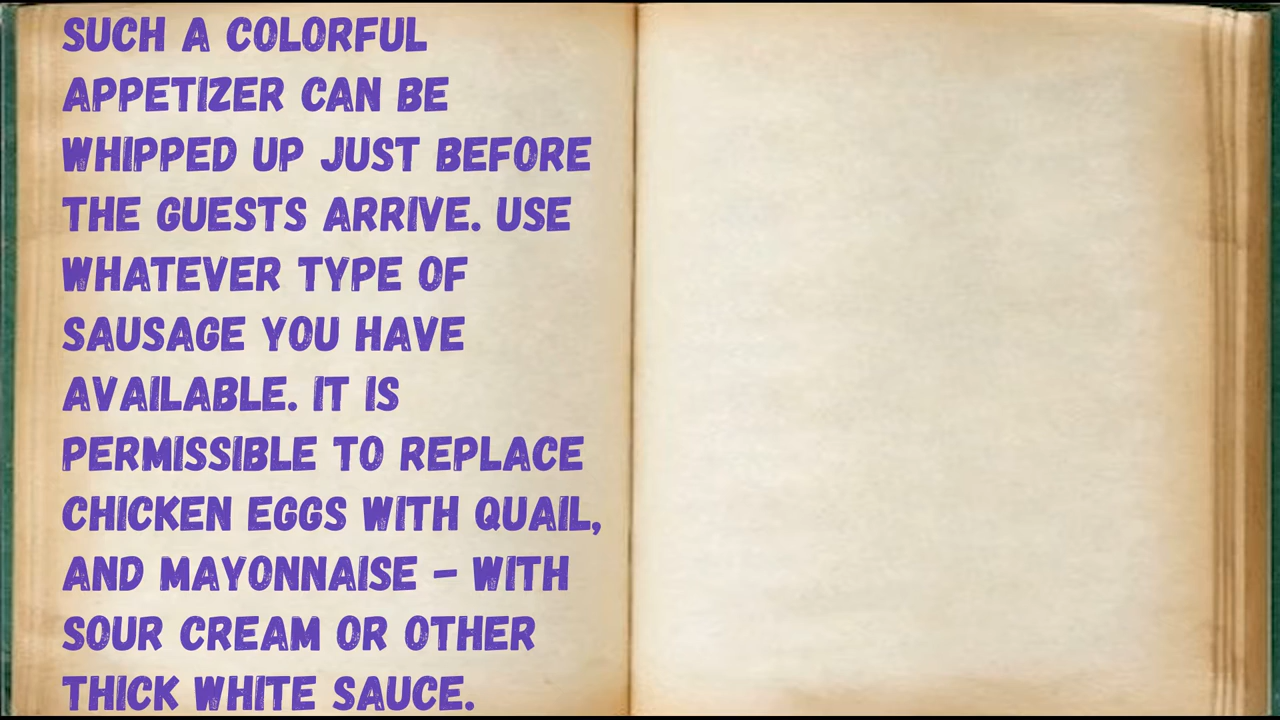 SUCH A COLORFUL
APPETIZER CAN BE
WHIPPED UP JUST BEFORE
THE GUESTS ARRIVE. USE
WHATEVER TYPE OF
SAUSAGE YOU HAVE
AVAILABLE. IT IS
PERMISSIBLE TO REPLACE
CHICKEN EGGS WITH QUAIL,
AND MAYONNAISE – WITH
SOUR CREAM OR OTHER
THICK WHITE SAUCE.